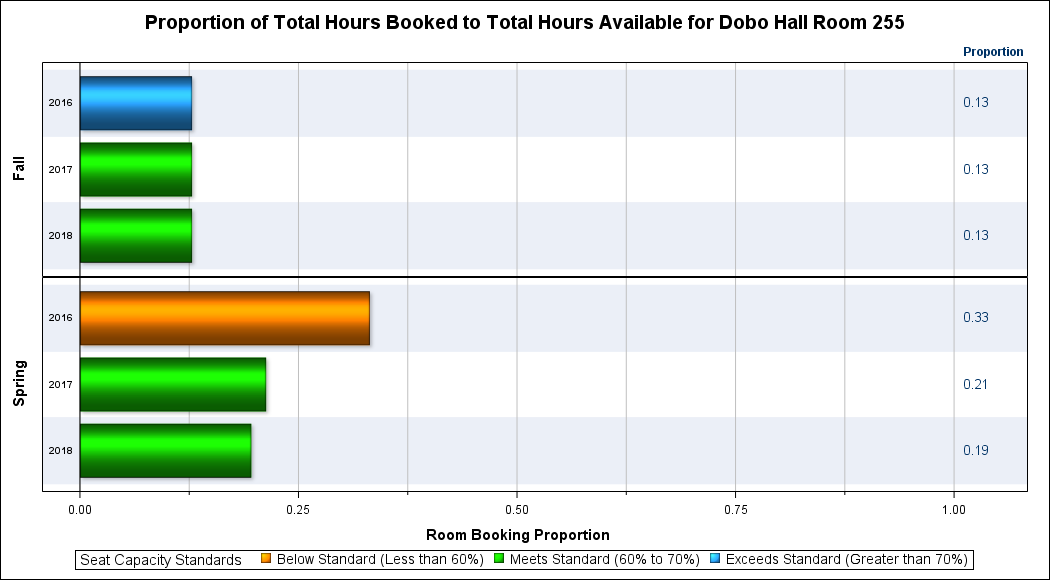 Proportion of Total Hours Booked to Total Hours Available for Dobo Hall Room 255
Proportion
Fall
2016 0.13
2017 0.13
2018 0.13
Spring
2016 0.33
2017 0.21
2018 0.19
0.00 0.25 0.50 0.75 1.00
Room Booking Proportion
Seat Capacity Standards Below Standard (Less than 60%) Meets Standard (60% to 70%) Exceeds Standard (Greater than 70%)